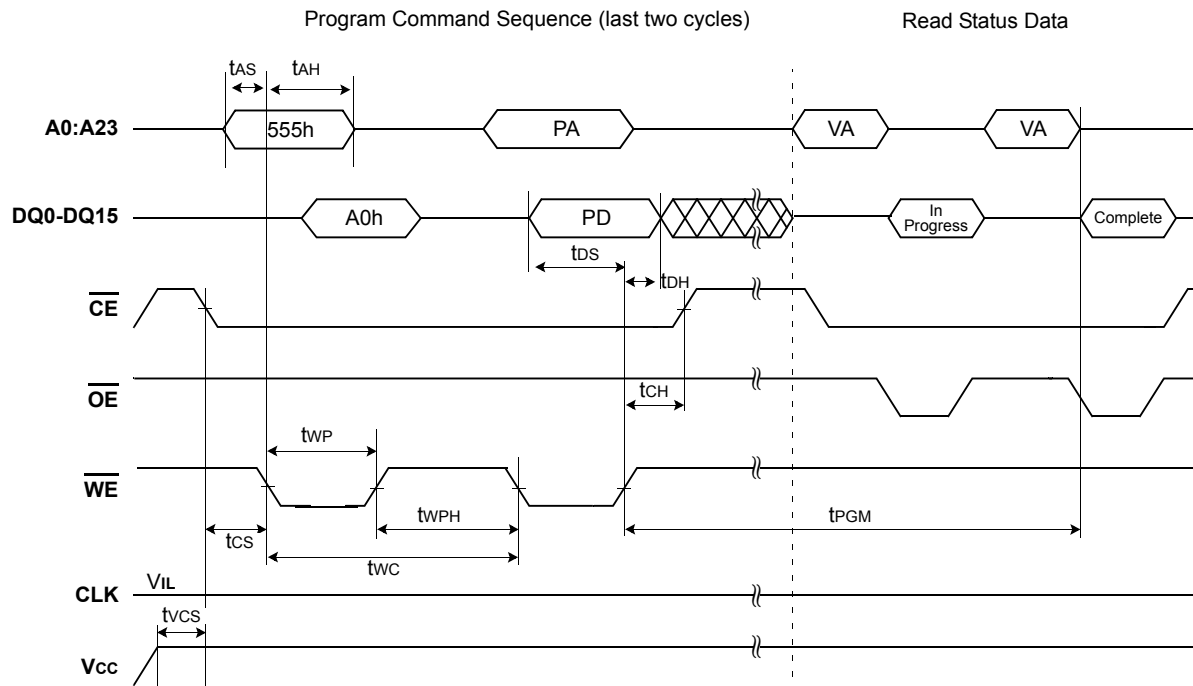 Program Command Sequence (last two cycles) Read Status Data
tAS tAH
A0:A23 555h PA VA VA
DQ0-DQ15 A0h PD In Progress Complete
tDS tDH
CE
OE tCH
tWP
WE
tWPH tPGM
tCS tWC
CLK VIL
tVCS
Vcc